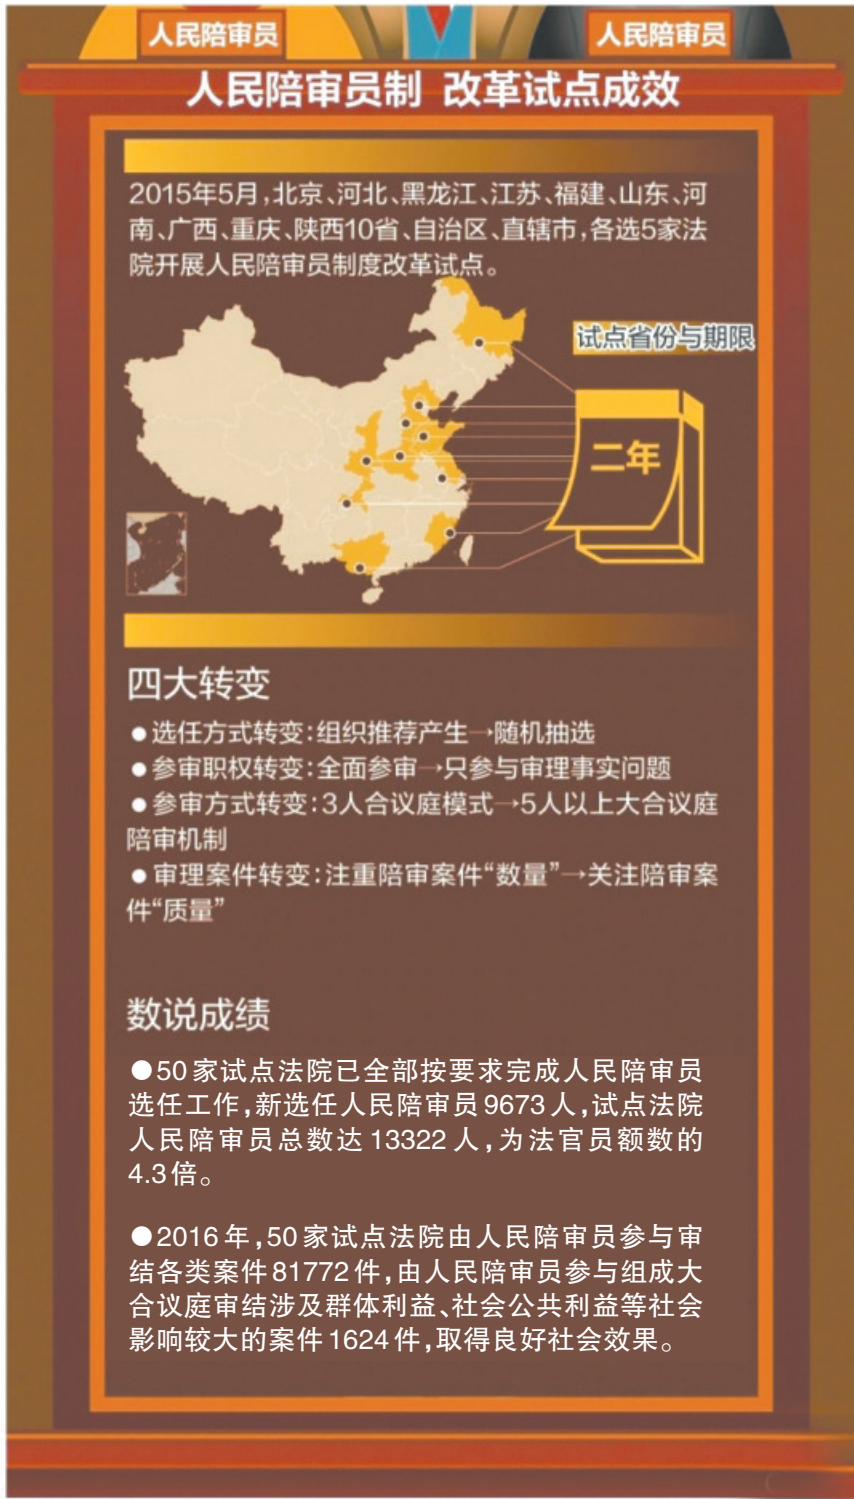 人民陪审员
人民陪审员
人民陪审员制 改革试点成效
2015年5月,北京、河北、黑龙江、江苏、福建、山东、河
南、广西、重庆、陕西10省、自治区、直辖市,各选5家法
院开展人民陪审员制度改革试点。
试点省份与期限
二年
四大转变
●选任方式转变:组织推荐产生→随机抽选
●参审职权转变:全面参审→只参与审理事实问题
●参审方式转变:3人合议庭模式→5人以上大合议庭
陪审机制
●审理案件转变:注重陪审案件“数量”→关注陪审案
件“质量”
数说成绩
●50家试点法院已全部按要求完成人民陪审员
选任工作,新选任人民陪审员9673人,试点法院
人民陪审员总数达13322人,为法官员额数的
4.3倍。
●2016年,50家试点法院由人民陪审员参与审
结各类案件81772件,由人民陪审员参与组成大
合议庭审结涉及群体利益、社会公共利益等社会
影响较大的案件1624件,取得良好社会效果。